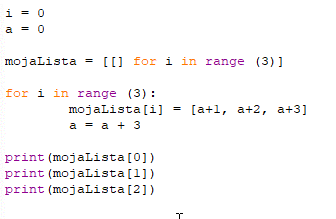 i = 0
a = 0
mojaLista = [[] for i in range (3)]
for i in range (3):
mojaLista[i] = [a+1, a+2, a+3]
a = a + 3
print(mojaLista[0])
print(mojaLista[1])
print(mojaLista[2])